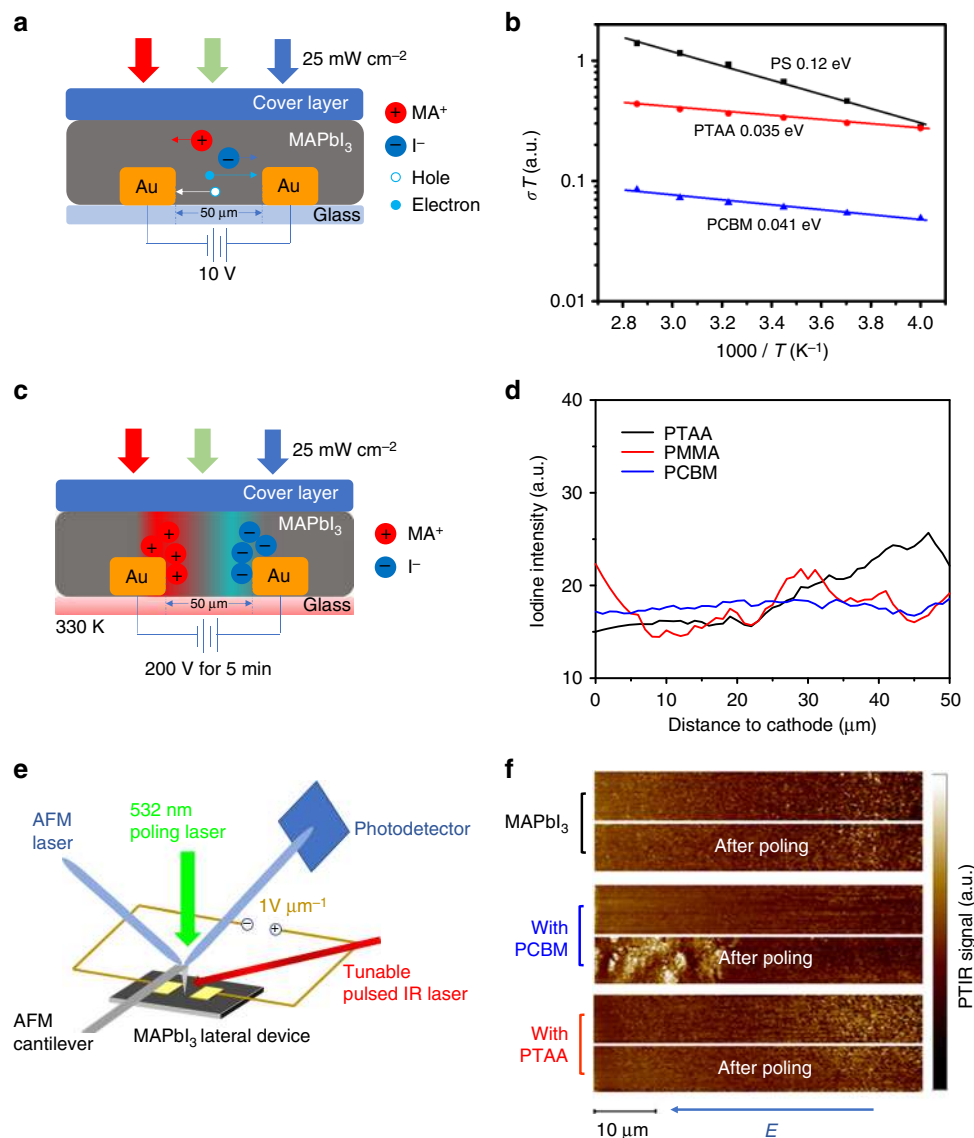 a
25 mW cm⁻²
Cover layer
MAPbI₃
+ MA⁺
− I⁻
Hole
Electron
Au
Au
50 μm
Glass
10 V
b
σT (a.u.)
1
0.1
0.01
PS 0.12 eV
PTAA 0.035 eV
PCBM 0.041 eV
2.8 3.0 3.2 3.4 3.6 3.8 4.0
1000 / T (K⁻¹)
c
25 mW cm⁻²
Cover layer
MAPbI₃
+ MA⁺
− I⁻
Au
Au
50 μm
Glass
330 K
200 V for 5 min
d
Iodine intensity (a.u.)
40
30
20
10
PTAA
PMMA
PCBM
0 10 20 30 40 50
Distance to cathode (μm)
e
532 nm
poling laser
AFM
laser
Photodetector
1V μm⁻¹
− +
Tunable
pulsed IR laser
AFM
cantilever
MAPbI₃ lateral device
f
MAPbI₃
After poling
With
PCBM
After poling
With
PTAA
After poling
PTIR signal (a.u.)
10 μm
E